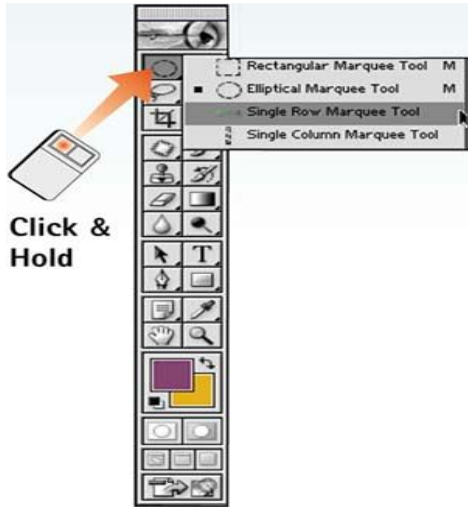 Rectangular Marquee Tool M
Elliptical Marquee Tool M
Single Row Marquee Tool
Single Column Marquee Tool
T
Click &
Hold